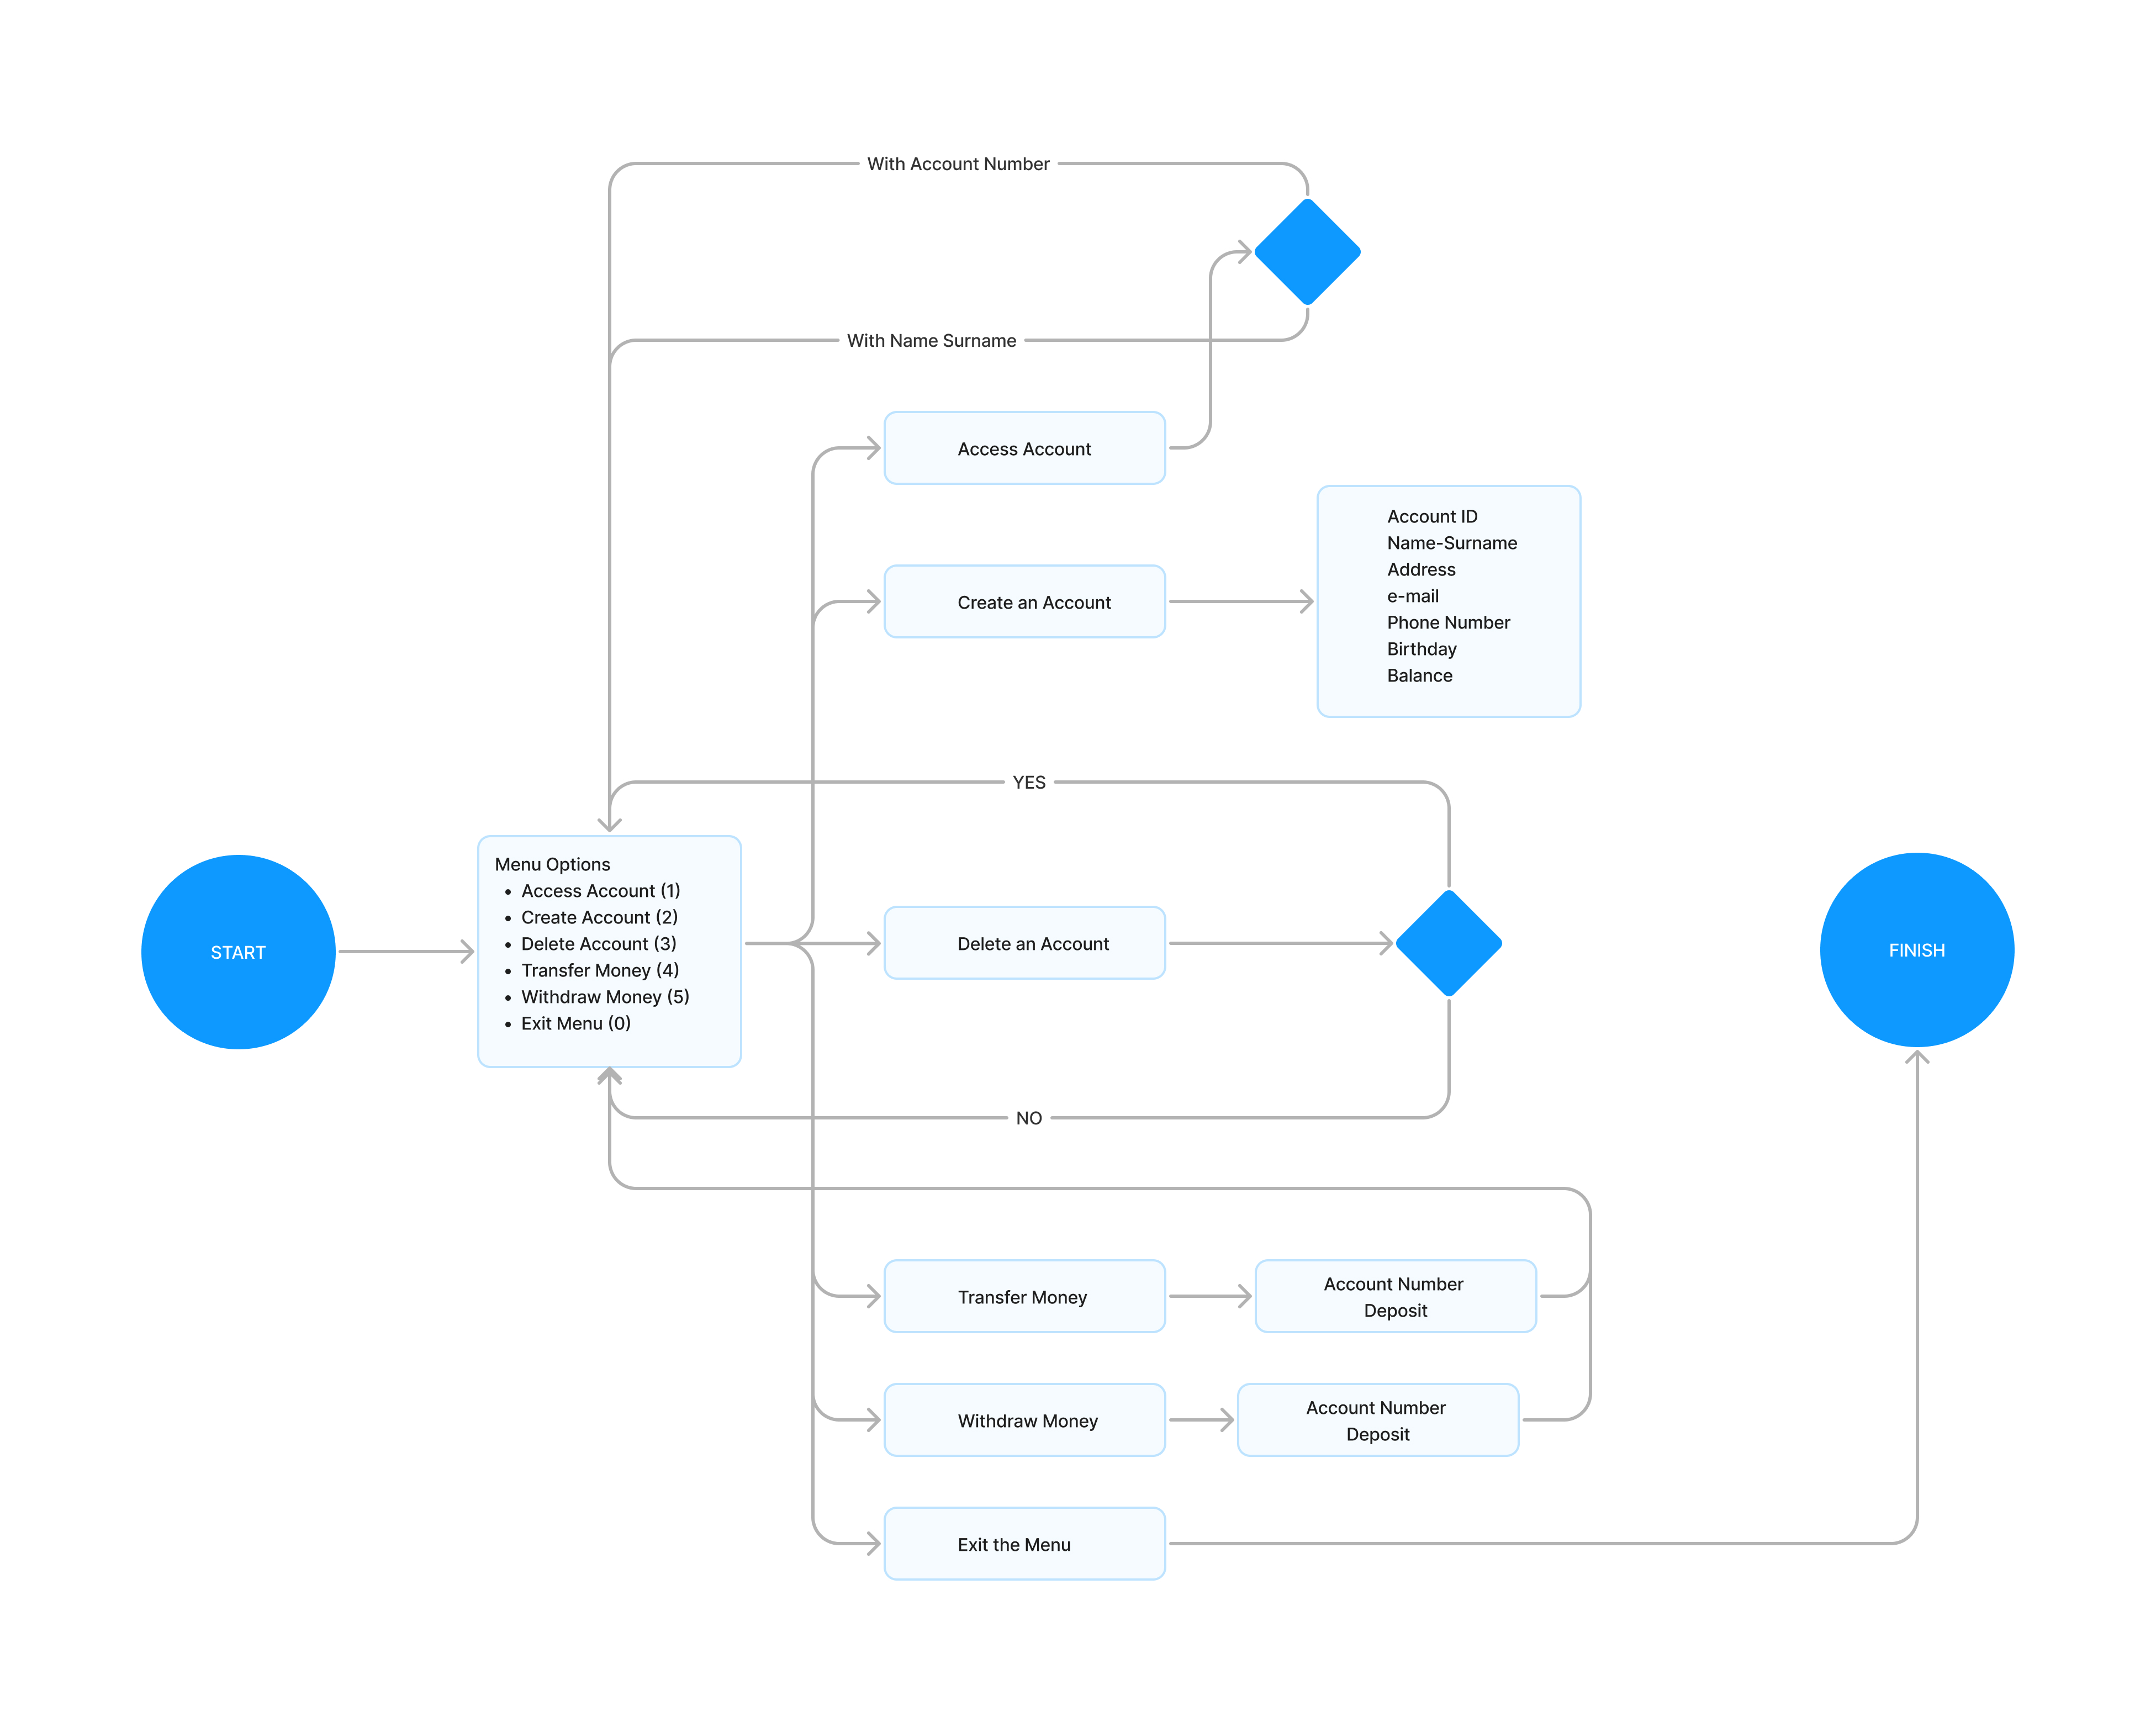 With Account Number
With Name Surname
Access Account
Account ID
Name-Surname
Address
e-mail
Phone Number
Birthday
Balance
Create an Account
YES
Menu Options
Access Account (1)
Create Account (2)
Delete Account (3)
Transfer Money (4)
Withdraw Money (5)
Exit Menu (0)
START
Delete an Account
FINISH
NO
Transfer Money
Account Number
Deposit
Withdraw Money
Account Number
Deposit
Exit the Menu